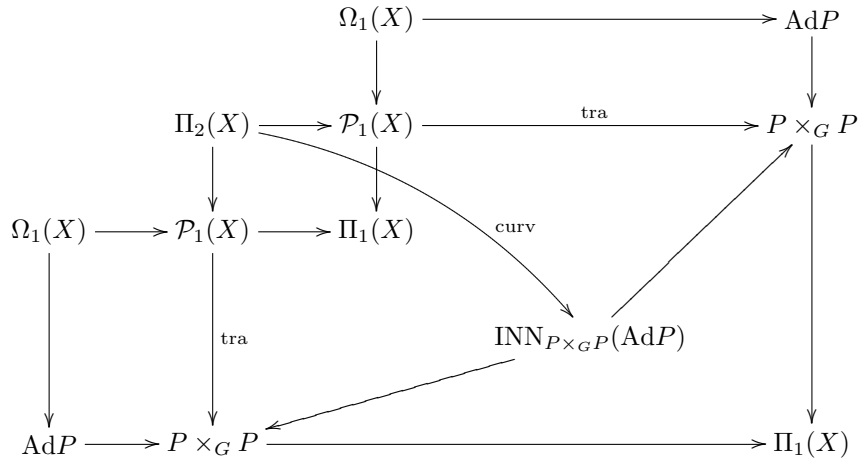 Ω₁(X) AdP
Π₂(X) 𝒫₁(X) tra P ×_G P
curv
Ω₁(X) 𝒫₁(X) Π₁(X)
INN_{P×_G P}(AdP)
tra
AdP P ×_G P Π₁(X)